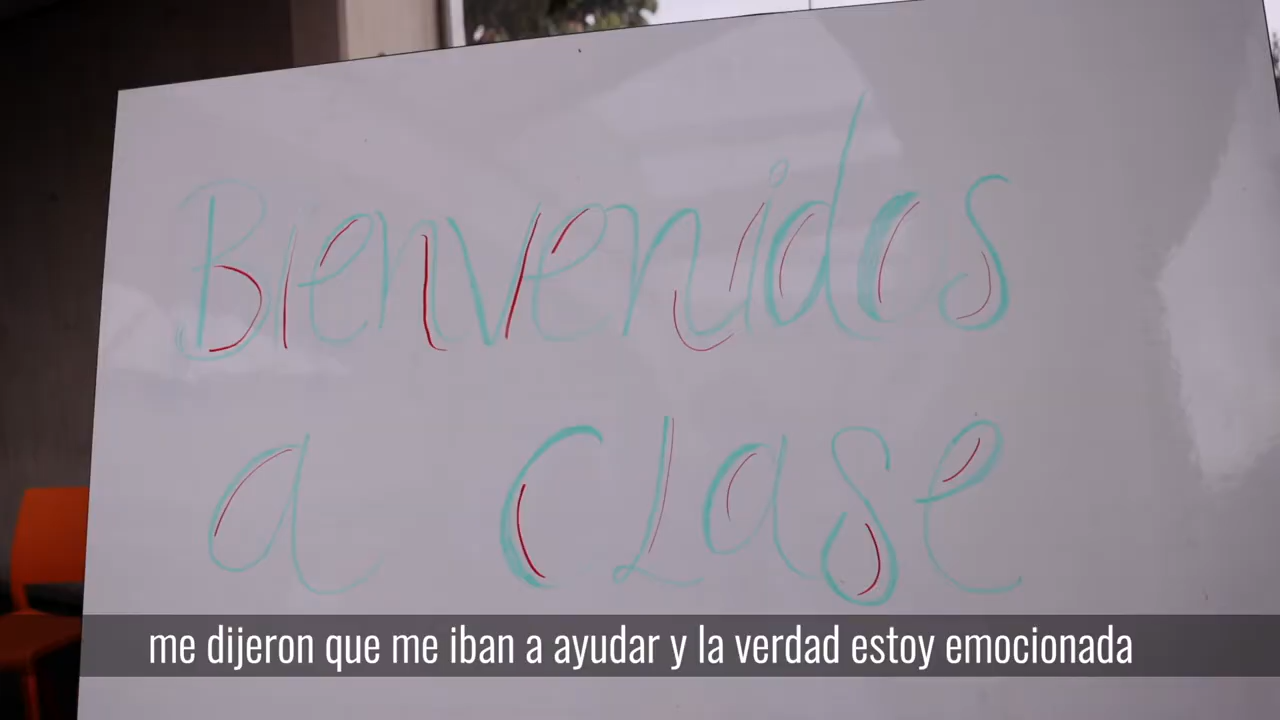 Bienvenidos
a CLase
me dijeron que me iban a ayudar y la verdad estoy emocionada